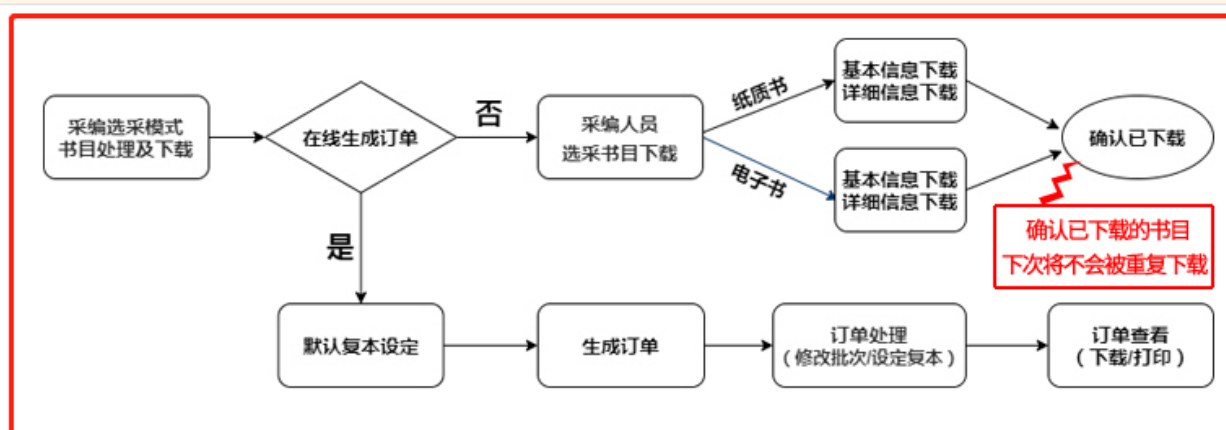 采编选采模式
书目处理及下载
在线生成订单
否
采编人员
选采书目下载
纸质书
基本信息下载
详细信息下载
电子书
基本信息下载
详细信息下载
确认已下载
确认已下载的书目
下次将不会被重复下载
是
默认复本设定
生成订单
订单处理
（修改批次/设定复本）
订单查看
（下载/打印）